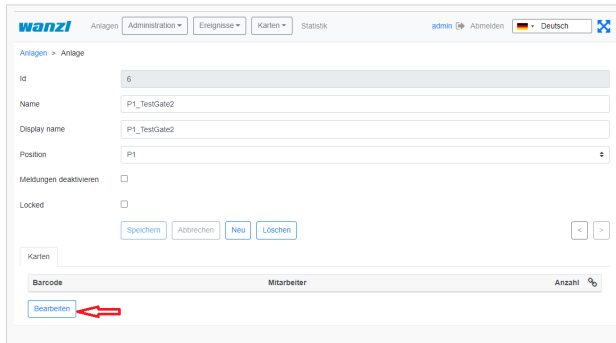 wanzl Anlagen Administration Ereignisse Karten Statistik admin Abmelden Deutsch
Anlagen > Anlage
Id 6
Name P1_TestGate2
Display name P1_TestGate2
Position P1
Meldungen deaktivieren
Locked
Speichern Abbrechen Neu Löschen < >
Karten
Barcode Mitarbeiter Anzahl
Bearbeiten